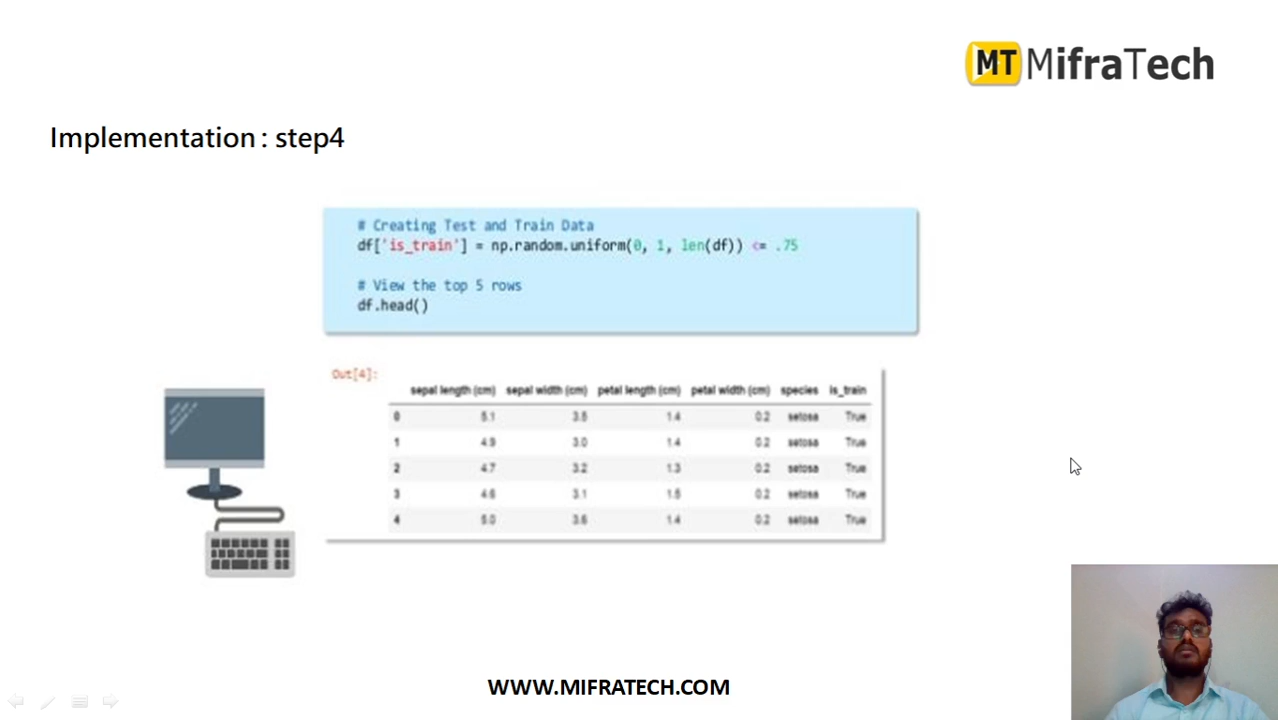 MT MifraTech
Implementation : step4
# Creating Test and Train Data
df['is_train'] = np.random.uniform(0, 1, len(df)) <= .75
# View the top 5 rows
df.head()
Out[4]:
sepal length (cm) sepal width (cm) petal length (cm) petal width (cm) species is_train
0 5.1 3.5 1.4 0.2 setosa True
1 4.9 3.0 1.4 0.2 setosa True
2 4.7 3.2 1.3 0.2 setosa True
3 4.6 3.1 1.5 0.2 setosa True
4 5.0 3.6 1.4 0.2 setosa True
WWW.MIFRATECH.COM